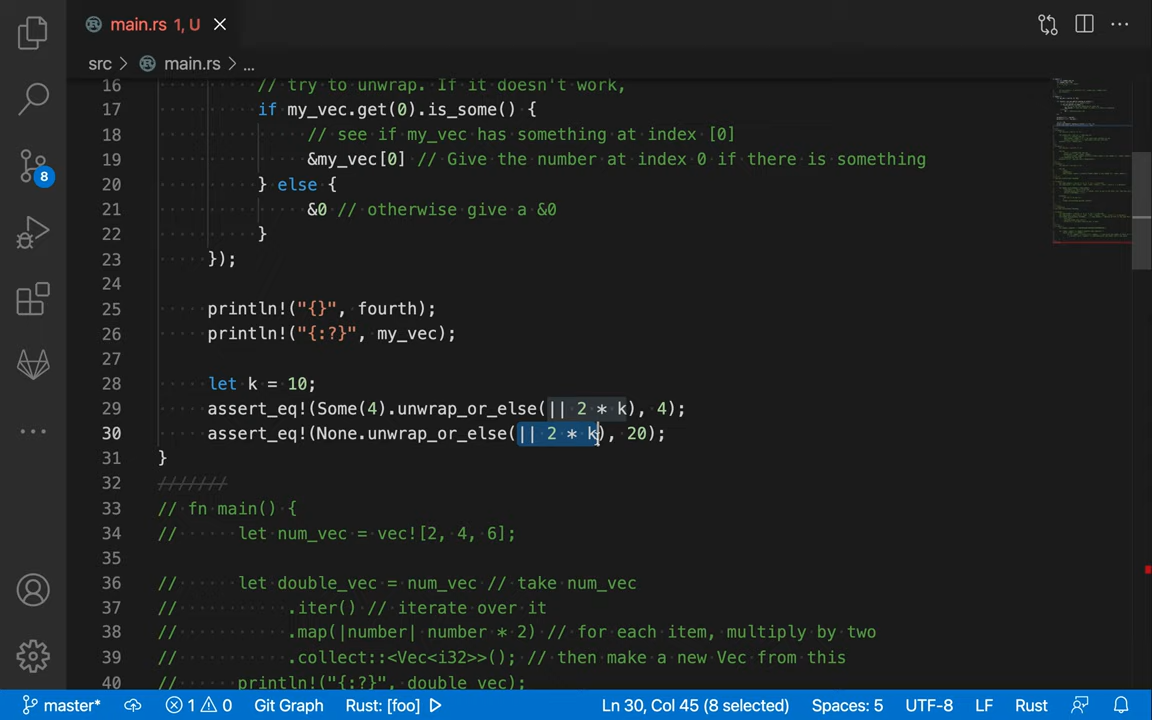 main.rs 1, U
src > main.rs > ...
16 // try to unwrap. If it doesn't work,
17 if my_vec.get(0).is_some() {
18 // see if my_vec has something at index [0]
19 &my_vec[0] // Give the number at index 0 if there is something
20 } else {
21 &0 // otherwise give a &0
22 }
23 });
24
25 println!("{}", fourth);
26 println!("{:?}", my_vec);
27
28 let k = 10;
29 assert_eq!(Some(4).unwrap_or_else(|| 2 * k), 4);
30 assert_eq!(None.unwrap_or_else(|| 2 * k), 20);
31 }
32 ///////
33 // fn main() {
34 // let num_vec = vec![2, 4, 6];
35
36 // let double_vec = num_vec // take num_vec
37 // .iter() // iterate over it
38 // .map(|number| number * 2) // for each item, multiply by two
39 // .collect::<Vec<i32>>(); // then make a new Vec from this
40 // println!("{:?}", double_vec);
8
master* 1 0 Git Graph Rust: [foo] Ln 30, Col 45 (8 selected) Spaces: 5 UTF-8 LF Rust